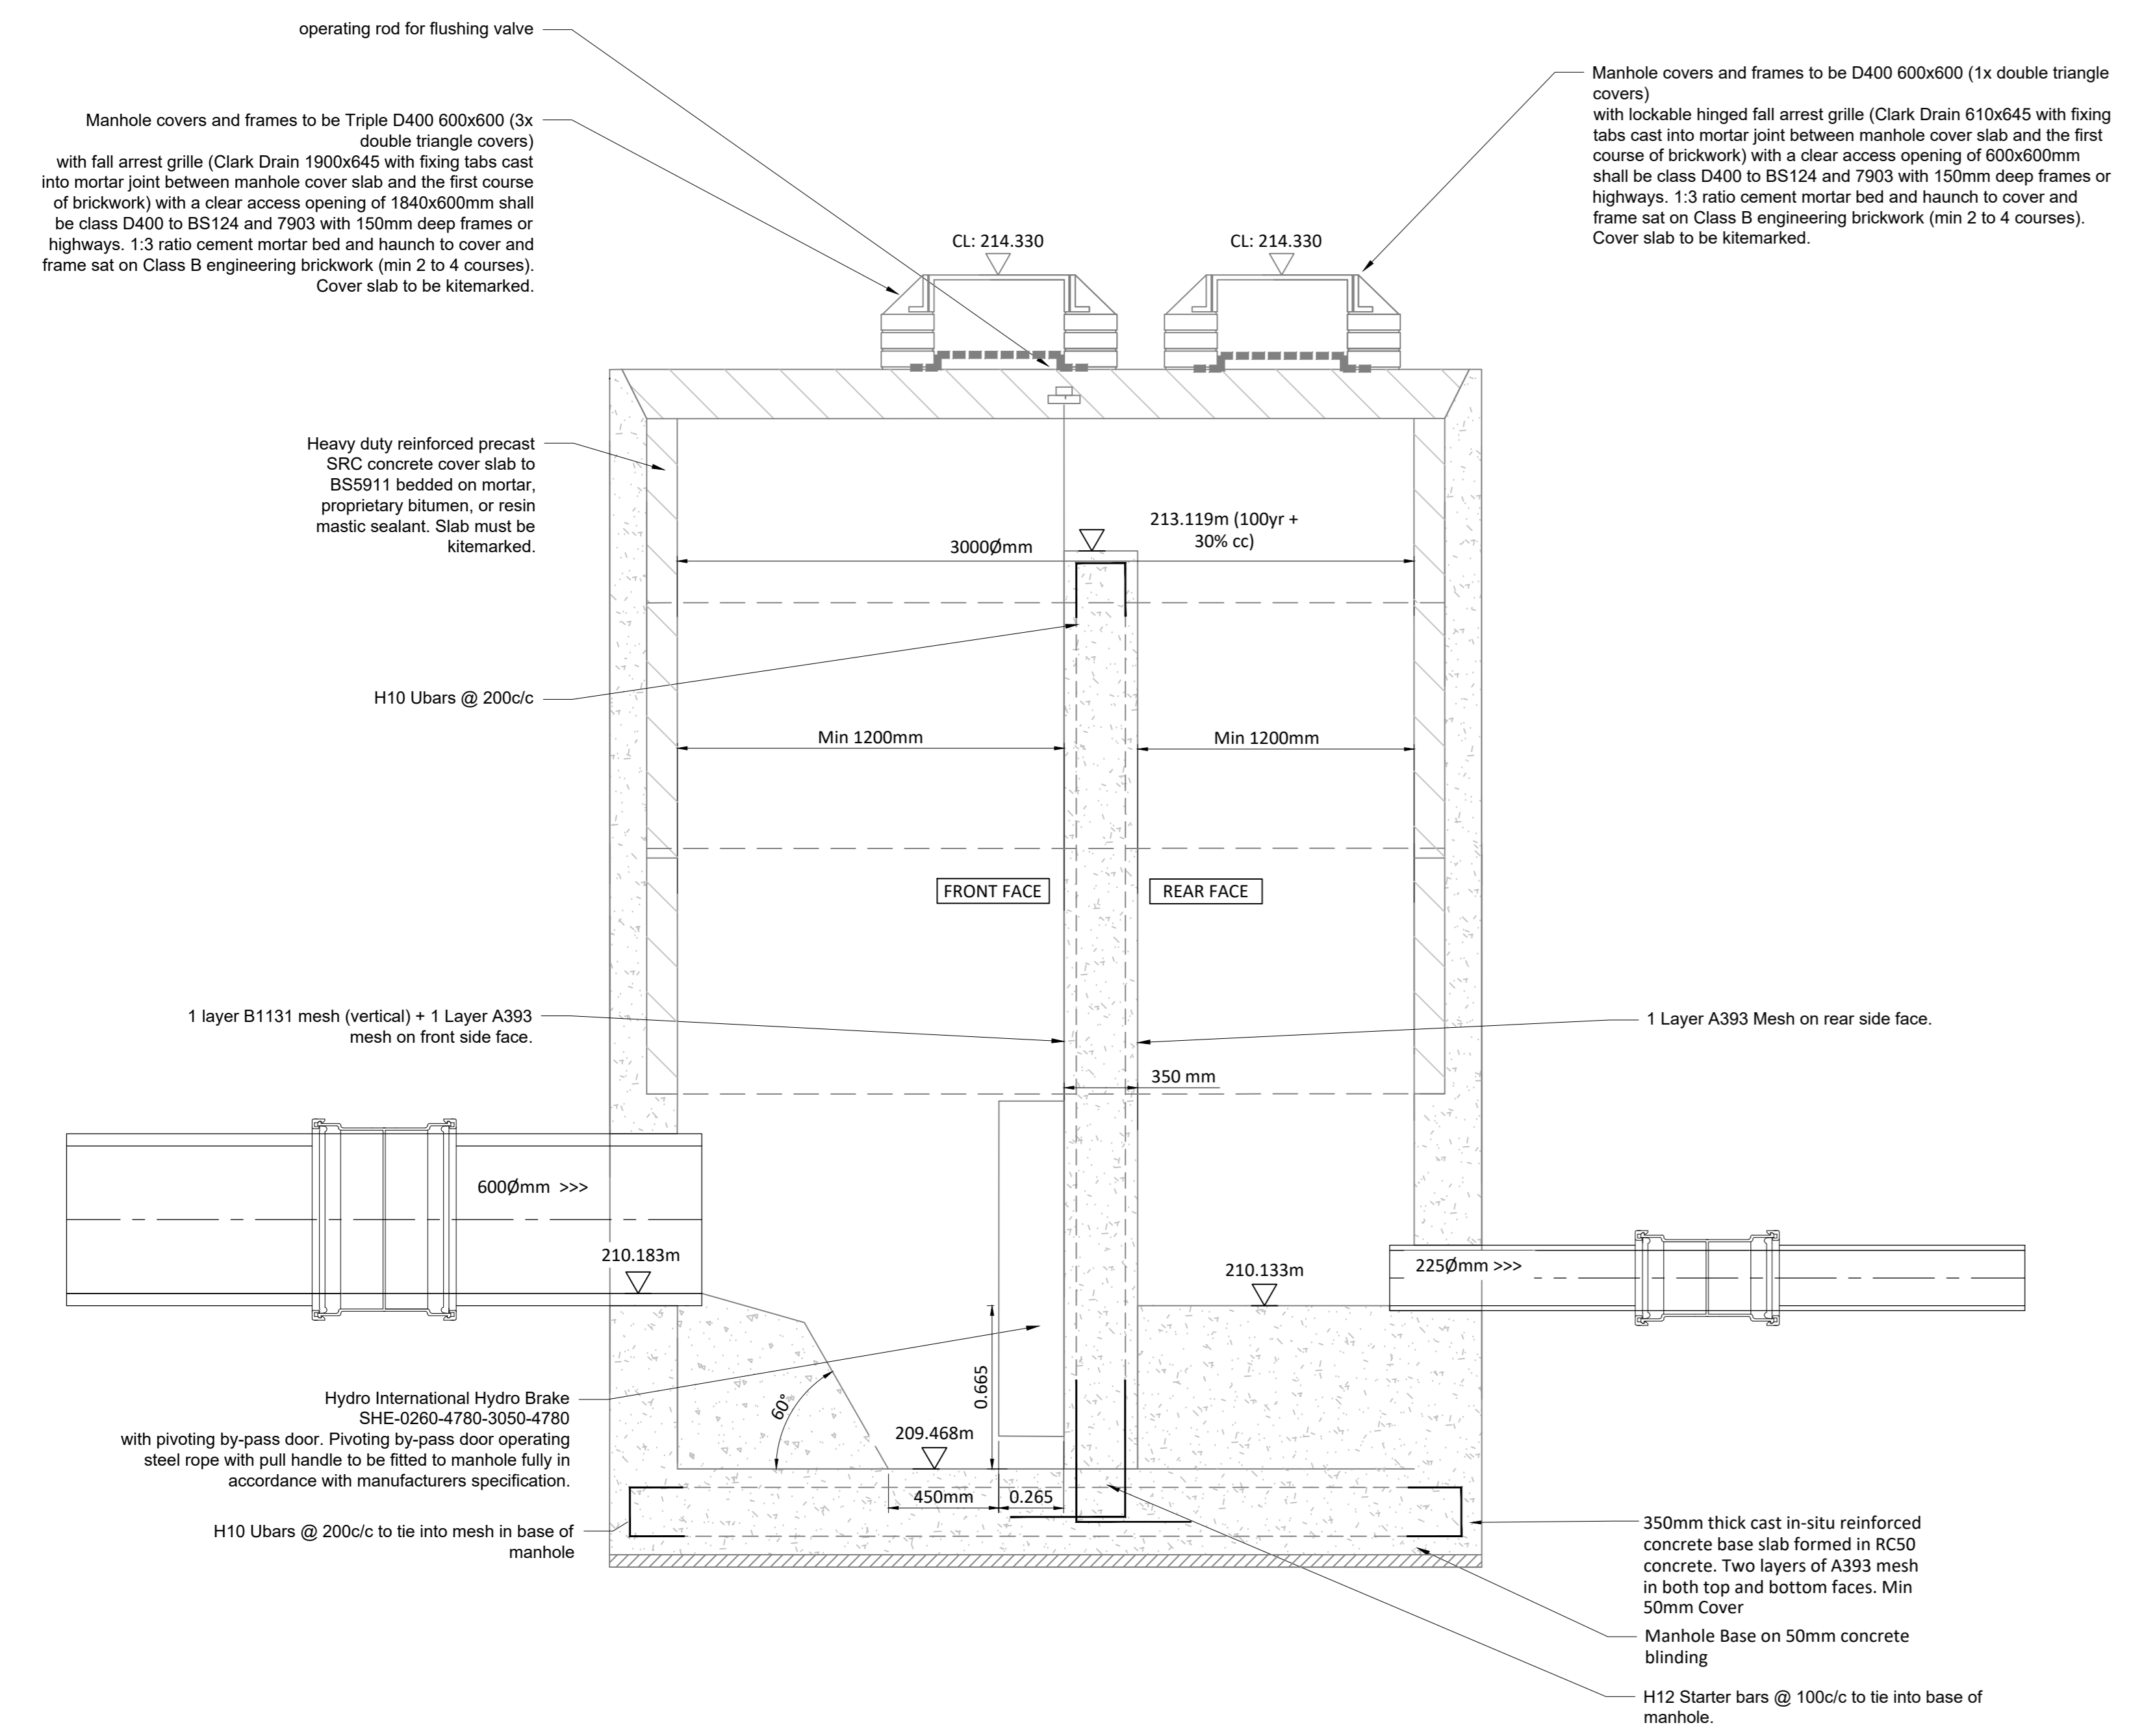 operating rod for flushing valve
Manhole covers and frames to be Triple D400 600x600 (3x
double triangle covers)
with fall arrest grille (Clark Drain 1900x645 with fixing tabs cast
into mortar joint between manhole cover slab and the first course
of brickwork) with a clear access opening of 1840x600mm shall
be class D400 to BS124 and 7903 with 150mm deep frames or
highways. 1:3 ratio cement mortar bed and haunch to cover and
frame sat on Class B engineering brickwork (min 2 to 4 courses).
Cover slab to be kitemarked.
Manhole covers and frames to be D400 600x600 (1x double triangle
covers)
with lockable hinged fall arrest grille (Clark Drain 610x645 with fixing
tabs cast into mortar joint between manhole cover slab and the first
course of brickwork) with a clear access opening of 600x600mm
shall be class D400 to BS124 and 7903 with 150mm deep frames or
highways. 1:3 ratio cement mortar bed and haunch to cover and
frame sat on Class B engineering brickwork (min 2 to 4 courses).
Cover slab to be kitemarked.
CL: 214.330
CL: 214.330
Heavy duty reinforced precast
SRC concrete cover slab to
BS5911 bedded on mortar,
proprietary bitumen, or resin
mastic sealant. Slab must be
kitemarked.
3000Ømm
213.119m (100yr +
30% cc)
H10 Ubars @ 200c/c
Min 1200mm
Min 1200mm
FRONT FACE
REAR FACE
1 layer B1131 mesh (vertical) + 1 Layer A393
mesh on front side face.
1 Layer A393 Mesh on rear side face.
350 mm
600Ømm >>>
210.183m
210.133m
225Ømm >>>
0.665
60°
209.468m
450mm
0.265
Hydro International Hydro Brake
SHE-0260-4780-3050-4780
with pivoting by-pass door. Pivoting by-pass door operating
steel rope with pull handle to be fitted to manhole fully in
accordance with manufacturers specification.
H10 Ubars @ 200c/c to tie into mesh in base of
manhole
350mm thick cast in-situ reinforced
concrete base slab formed in RC50
concrete. Two layers of A393 mesh
in both top and bottom faces. Min
50mm Cover
Manhole Base on 50mm concrete
blinding
H12 Starter bars @ 100c/c to tie into base of
manhole.